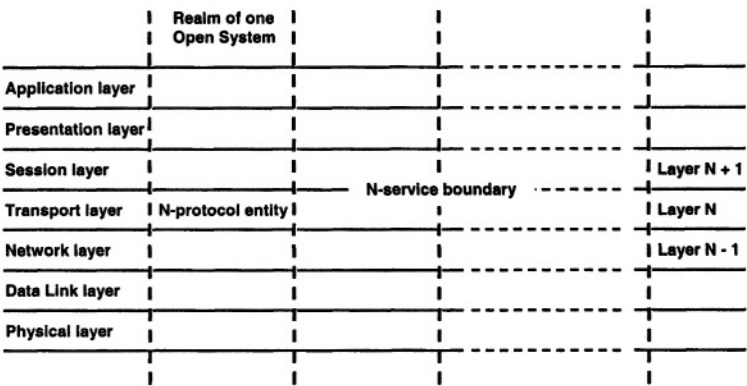 Realm of one
Open System
Application layer
Presentation layer
Session layer
Layer N + 1
N-service boundary
Transport layer
N-protocol entity
Layer N
Network layer
Layer N - 1
Data Link layer
Physical layer